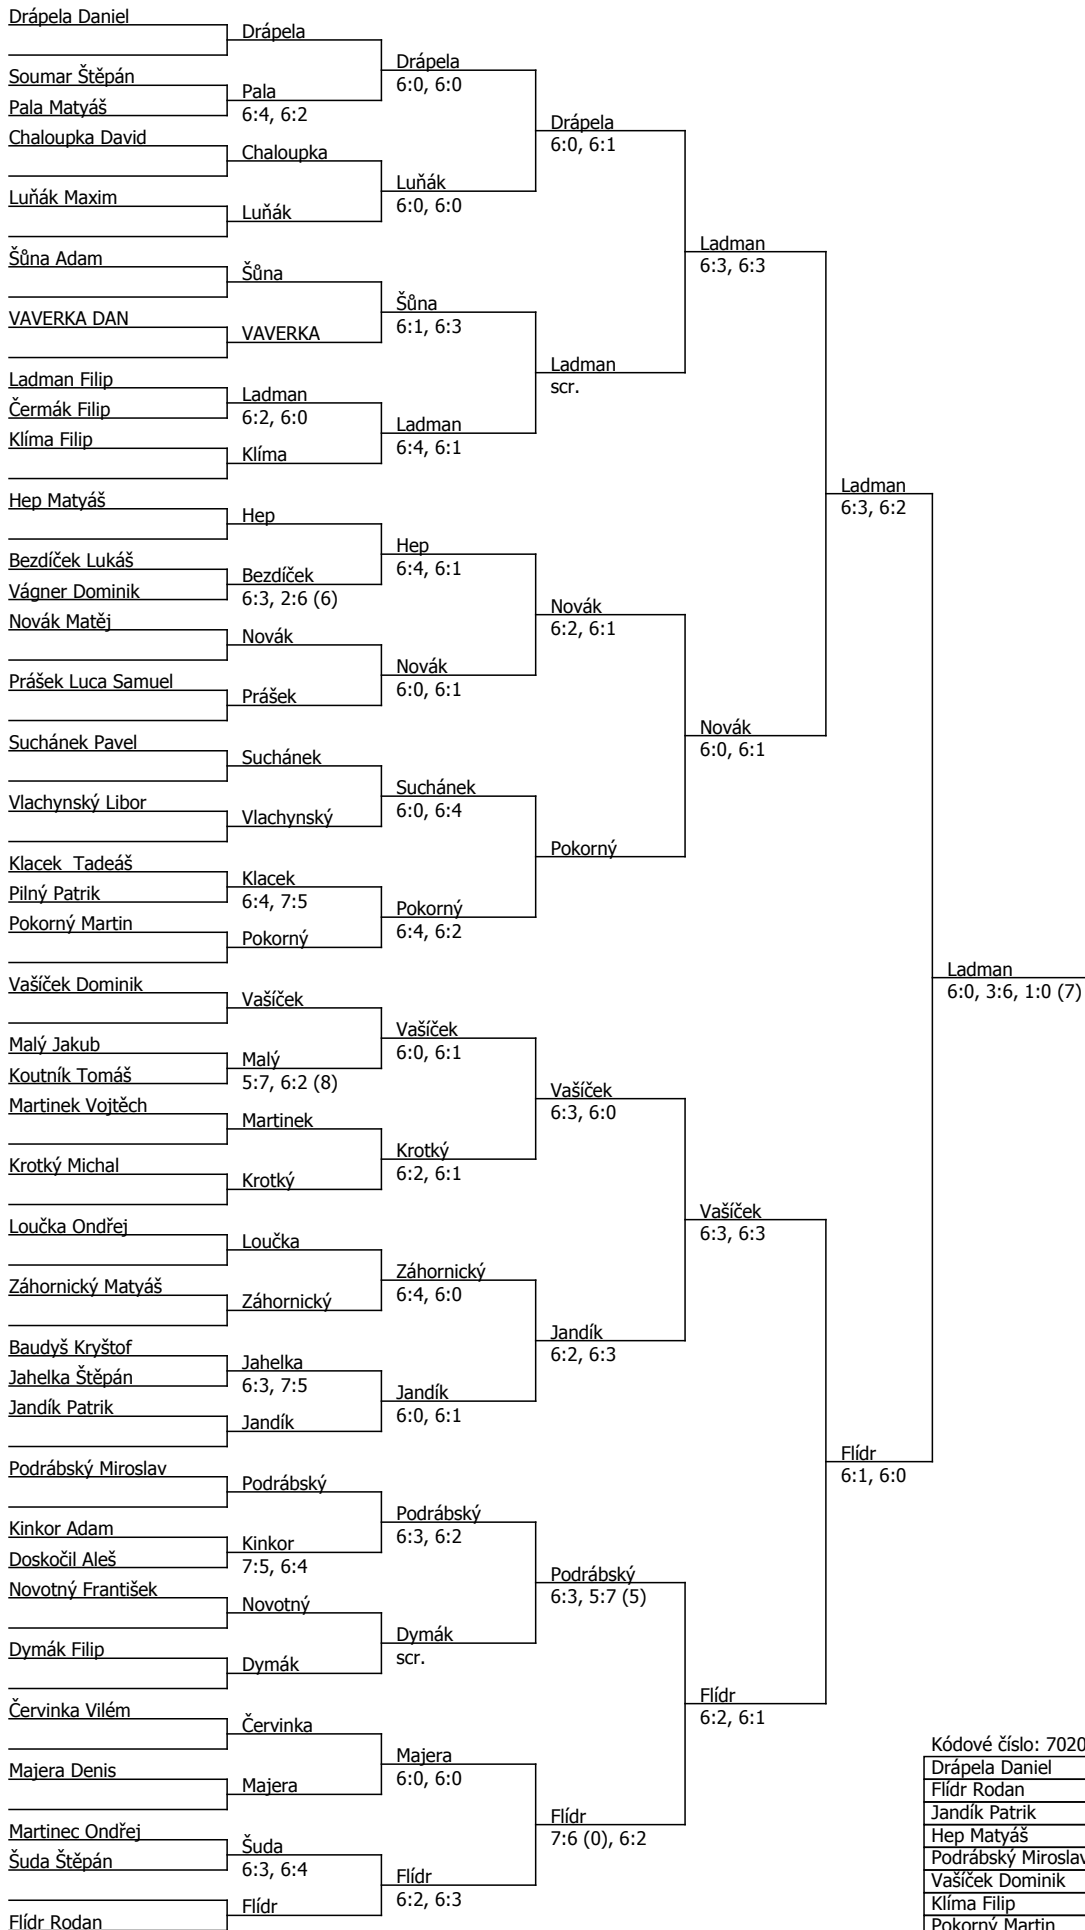 Drápela Daniel
Drápela
Drápela
6:0, 6:0
Soumar Štěpán
Pala
6:4, 6:2
Pala Matyáš
Drápela
6:0, 6:1
Chaloupka David
Chaloupka
Luňák
6:0, 6:0
Luňák Maxim
Luňák
Ladman
6:3, 6:3
Šůna Adam
Šůna
Šůna
6:1, 6:3
VAVERKA DAN
VAVERKA
Ladman
scr.
Ladman Filip
Ladman
6:2, 6:0
Čermák Filip
Ladman
6:4, 6:1
Klíma Filip
Klíma
Ladman
6:3, 6:2
Hep Matyáš
Hep
Hep
6:4, 6:1
Bezdíček Lukáš
Bezdíček
6:3, 2:6 (6)
Vágner Dominik
Novák
6:2, 6:1
Novák Matěj
Novák
Novák
6:0, 6:1
Prášek Luca Samuel
Prášek
Novák
6:0, 6:1
Suchánek Pavel
Suchánek
Suchánek
6:0, 6:4
Vlachynský Libor
Vlachynský
Pokorný
Klacek  Tadeáš
Klacek
6:4, 7:5
Pilný Patrik
Pokorný
6:4, 6:2
Pokorný Martin
Pokorný
Ladman
6:0, 3:6, 1:0 (7)
Vašíček Dominik
Vašíček
Vašíček
6:0, 6:1
Malý Jakub
Malý
5:7, 6:2 (8)
Koutník Tomáš
Vašíček
6:3, 6:0
Martinek Vojtěch
Martinek
Krotký
6:2, 6:1
Krotký Michal
Krotký
Vašíček
6:3, 6:3
Loučka Ondřej
Loučka
Záhornický
6:4, 6:0
Záhornický Matyáš
Záhornický
Jandík
6:2, 6:3
Baudyš Kryštof
Jahelka
6:3, 7:5
Jahelka Štěpán
Jandík
6:0, 6:1
Jandík Patrik
Jandík
Flídr
6:1, 6:0
Podrábský Miroslav
Podrábský
Podrábský
6:3, 6:2
Kinkor Adam
Kinkor
7:5, 6:4
Doskočil Aleš
Podrábský
6:3, 5:7 (5)
Novotný František
Novotný
Dymák
scr.
Dymák Filip
Dymák
Flídr
6:2, 6:1
Červinka Vilém
Červinka
Majera
6:0, 6:0
Majera Denis
Majera
Flídr
7:6 (0), 6:2
Martinec Ondřej
Šuda
6:3, 6:4
Šuda Štěpán
Flídr
6:2, 6:3
Flídr
Flídr Rodan
Kódové číslo: 7020
Drápela Daniel
Flídr Rodan
Jandík Patrik
Hep Matyáš
Podrábský Miroslav
Vašíček Dominik
Klíma Filip
Pokorný Martin